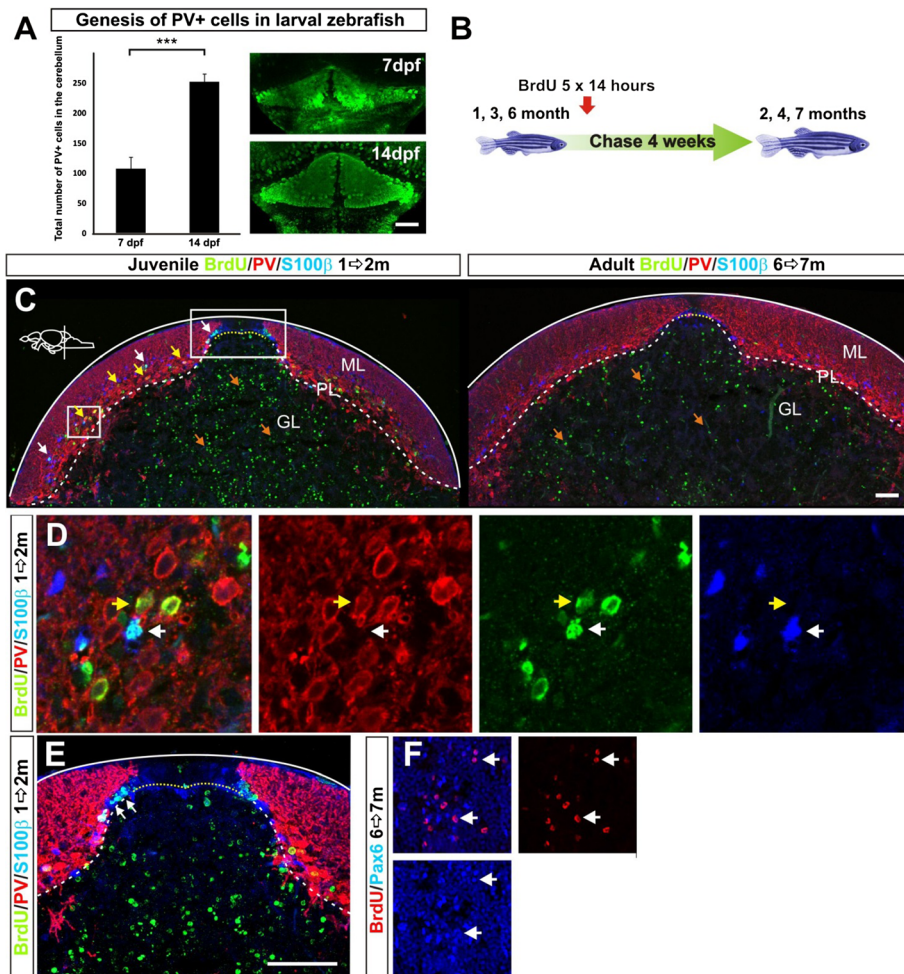 A
Genesis of PV+ cells in larval zebrafish
Total number of PV+ cells in the cerebellum
***
250
200
150
100
50
0
7 dpf
14 dpf
7dpf
14dpf
B
BrdU 5 x 14 hours
1, 3, 6 month
2, 4, 7 months
Chase 4 weeks
Juvenile BrdU/PV/S100β 1⇨2m
Adult BrdU/PV/S100β 6⇨7m
C
ML
PL
GL
ML
PL
GL
BrdU/PV/S100β 1⇨2m
D
BrdU/PV/S100β 1⇨2m
E
BrdU/Pax6 6⇨7m
F